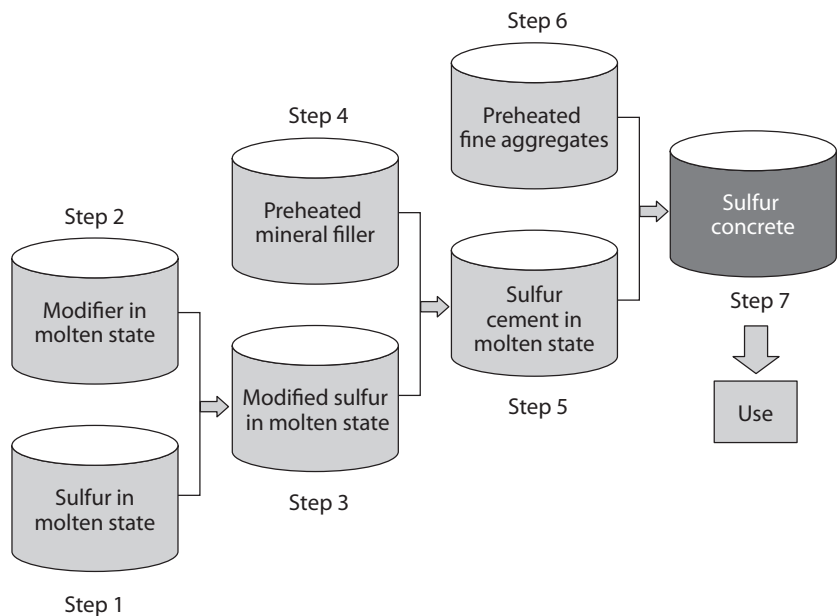 Step 6
Preheated
fine aggregates
Step 4
Preheated
mineral filler
Sulfur
concrete
Step 2
Modifier in
molten state
Sulfur
cement in
molten state
Step 7
Modified sulfur
in molten state
Step 5
Use
Sulfur in
molten state
Step 3
Step 1